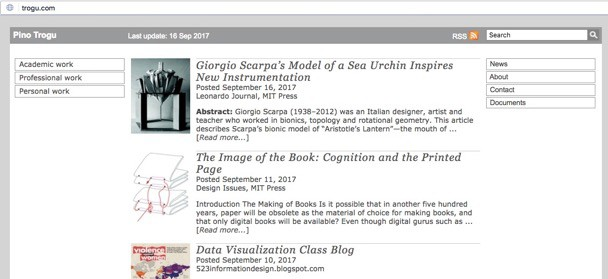 trogu.com
Pino Trogu
Last update: 16 Sep 2017
RSS
Search
Academic work
Professional work
Personal work
Giorgio Scarpa's Model of a Sea Urchin Inspires
New Instrumentation
Posted September 16, 2017
Leonardo Journal, MIT Press
Abstract: Giorgio Scarpa (1938–2012) was an Italian designer, artist and
teacher who worked in bionics, topology and rotational geometry. This article
describes Scarpa's bionic model of "Aristotle's Lantern"—the mouth of ...
[Read more...]
The Image of the Book: Cognition and the Printed
Page
Posted September 11, 2017
Design Issues, MIT Press
Introduction The Making of Books Is it possible that in another five hundred
years, paper will be obsolete as the material of choice for making books, and
that only digital books will be available? Even though digital gurus such as ...
[Read more...]
violence
Data Visualization Class Blog
Posted September 10, 2017
523informationdesign.blogspot.com
News
About
Contact
Documents